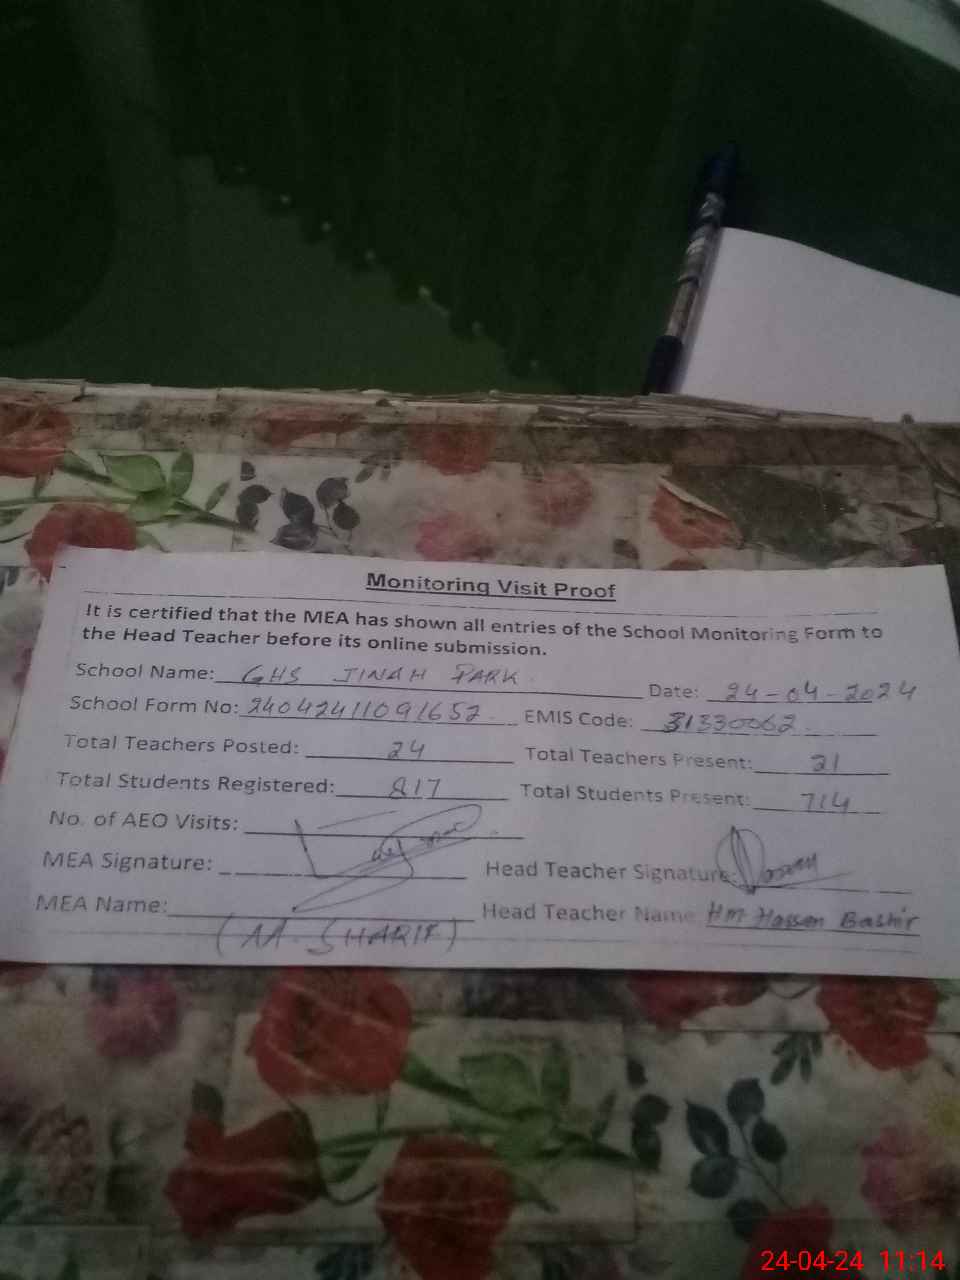 Monitoring Visit Proof
It is certified that the MEA has shown all entries of the School Monitoring Form to
the Head Teacher before its online submission.
School Name: GHS JINAH PARK Date: 24-04-2024
School Form No: 24042411091652 EMIS Code: 31330062
Total Teachers Posted: 24 Total Teachers Present: 21
Total Students Registered: 817 Total Students Present: 714
No. of AEO Visits:
MEA Signature: Head Teacher Signature:
MEA Name: Head Teacher Name Hm Hassan Bashir
(AA. SHARIF)
24-04-24 11:14